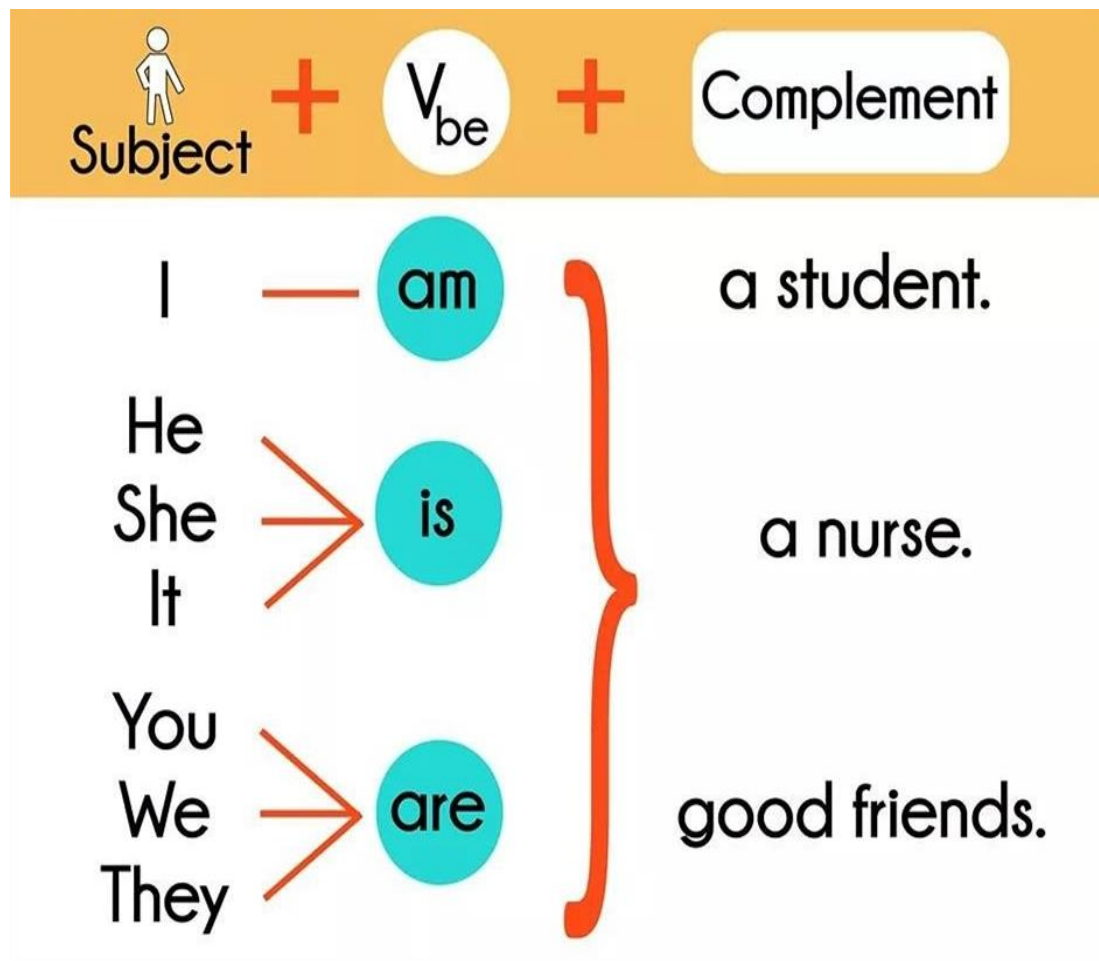 Subject + Vbe + Complement
I am a student.
He
She is a nurse.
It
You
We are good friends.
They